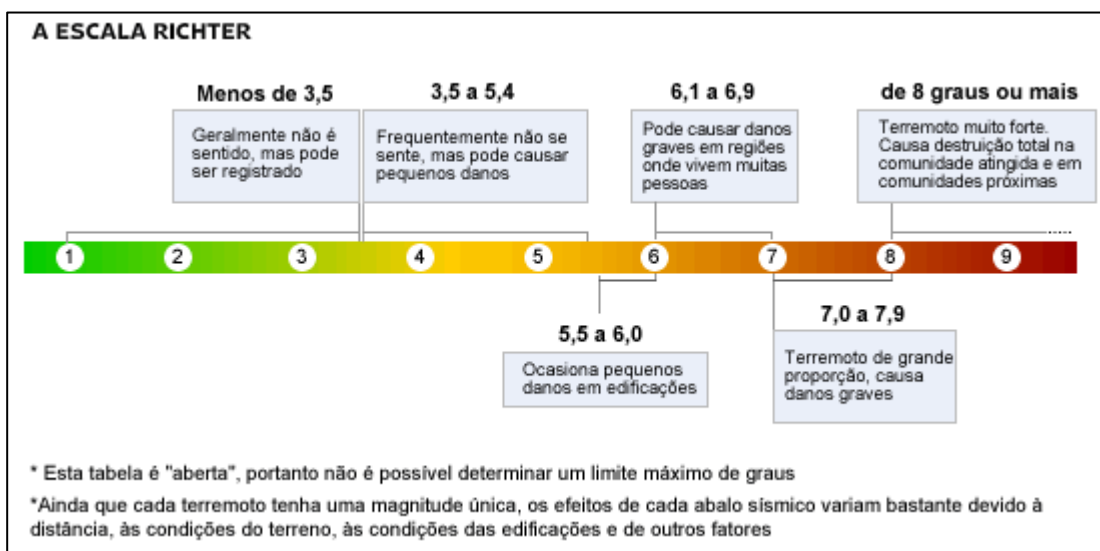 A ESCALA RICHTER
Menos de 3,5
Geralmente não é
sentido, mas pode
ser registrado
3,5 a 5,4
Frequentemente não se
sente, mas pode causar
pequenos danos
6,1 a 6,9
Pode causar danos
graves em regiões
onde vivem muitas
pessoas
de 8 graus ou mais
Terremoto muito forte.
Causa destruição total na
comunidade atingida e em
comunidades próximas
1 2 3 4 5 6 7 8 9
5,5 a 6,0
Ocasiona pequenos
danos em edificações
7,0 a 7,9
Terremoto de grande
proporção, causa
danos graves
* Esta tabela é "aberta", portanto não é possível determinar um limite máximo de graus
*Ainda que cada terremoto tenha uma magnitude única, os efeitos de cada abalo sísmico variam bastante devido à
distância, às condições do terreno, às condições das edificações e de outros fatores